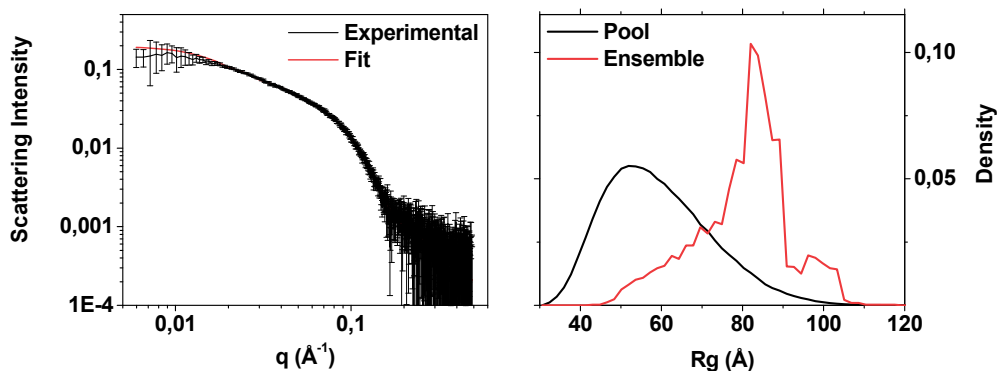 Experimental
Fit
Scattering Intensity
0,1
0,01
0,001
1E-4
0,01
0,1
q (Å⁻¹)
Pool
Ensemble
0,10
0,05
Density
40
60
80
100
120
Rg (Å)